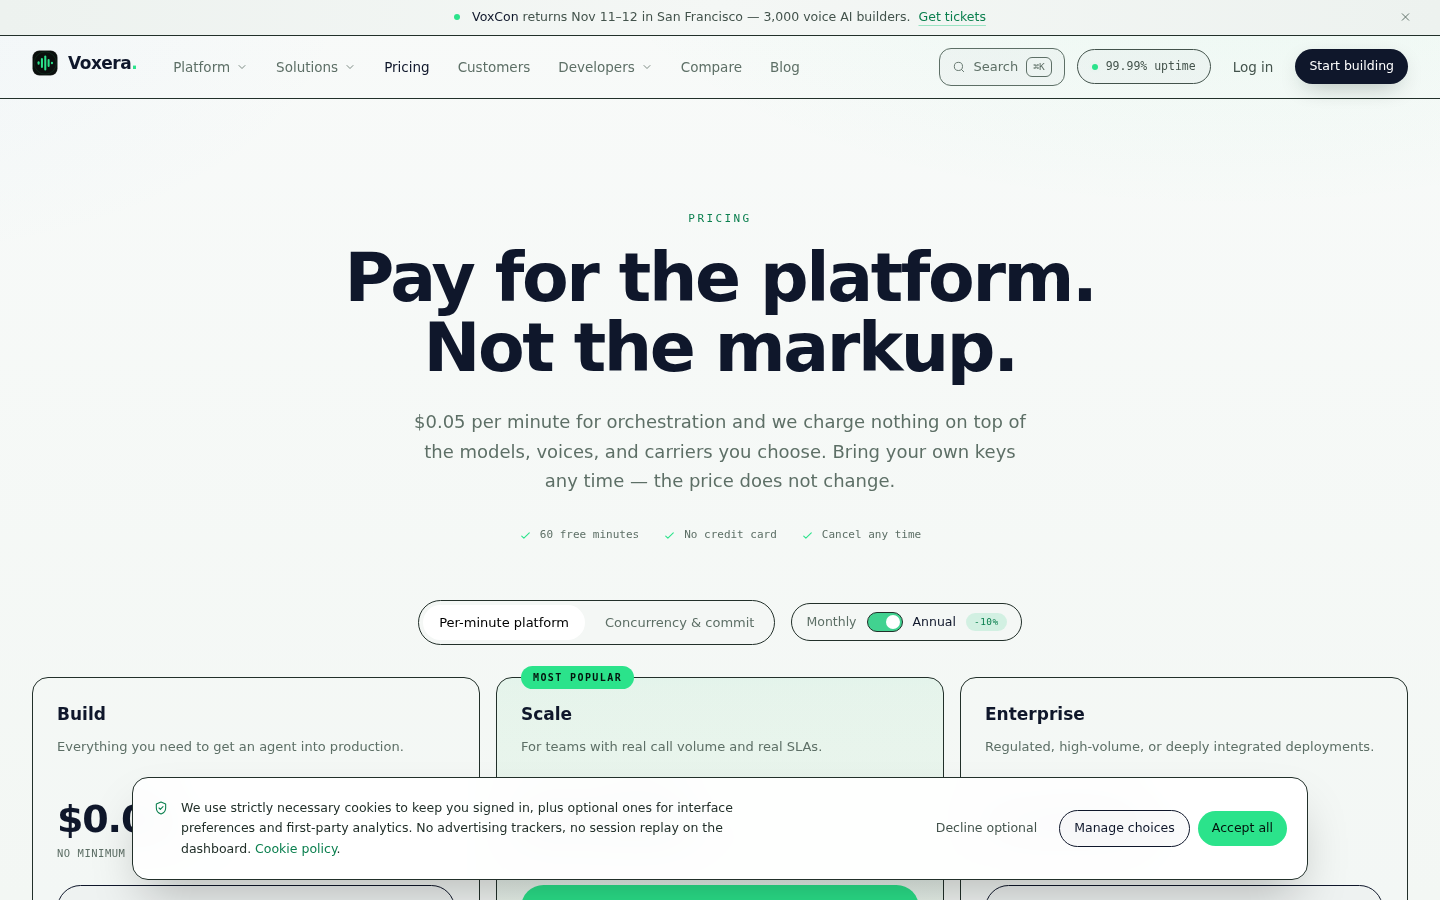 VoxCon returns Nov 11–12 in San Francisco — 3,000 voice AI builders. Get tickets
Voxera.
Platform
Solutions
Pricing
Customers
Developers
Compare
Blog
Search ⌘K
99.99% uptime
Log in
Start building
PRICING
Pay for the platform.
Not the markup.
$0.05 per minute for orchestration and we charge nothing on top of
the models, voices, and carriers you choose. Bring your own keys
any time — the price does not change.
60 free minutes
No credit card
Cancel any time
Per-minute platform
Concurrency & commit
Monthly
Annual
-10%
Build
Everything you need to get an agent into production.
NO MINIMUM
MOST POPULAR
Scale
For teams with real call volume and real SLAs.
Enterprise
Regulated, high-volume, or deeply integrated deployments.
We use strictly necessary cookies to keep you signed in, plus optional ones for interface
preferences and first-party analytics. No advertising trackers, no session replay on the
dashboard. Cookie policy.
Decline optional
Manage choices
Accept all